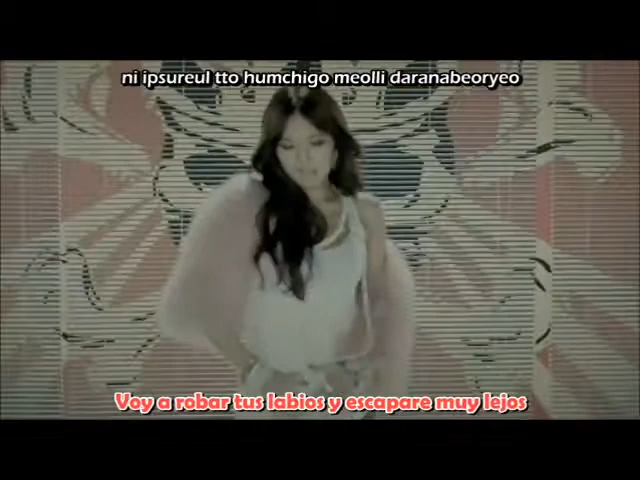 ni ipsureul tto humchigo meolli daranabeoryeo
Voy a robar tus labios y escapare muy lejos